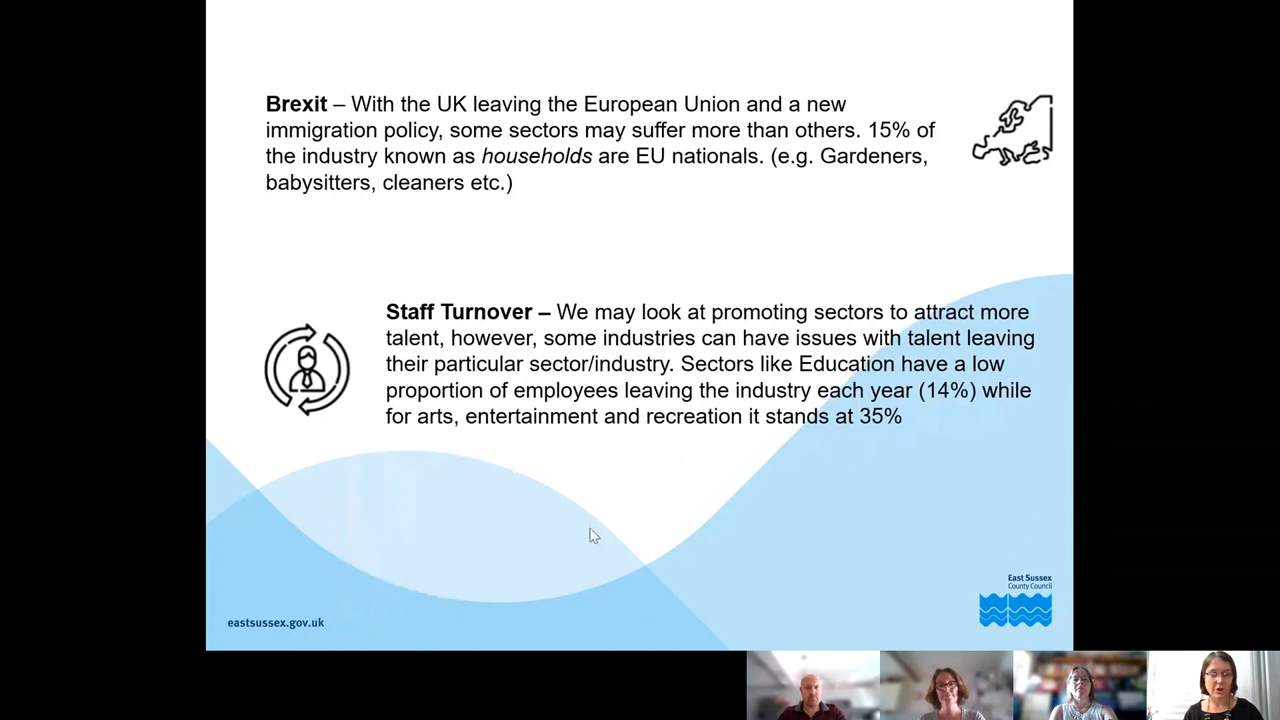 Brexit – With the UK leaving the European Union and a new
immigration policy, some sectors may suffer more than others. 15% of
the industry known as households are EU nationals. (e.g. Gardeners,
babysitters, cleaners etc.)
Staff Turnover – We may look at promoting sectors to attract more
talent, however, some industries can have issues with talent leaving
their particular sector/industry. Sectors like Education have a low
proportion of employees leaving the industry each year (14%) while
for arts, entertainment and recreation it stands at 35%
East Sussex
County Council
eastsussex.gov.uk